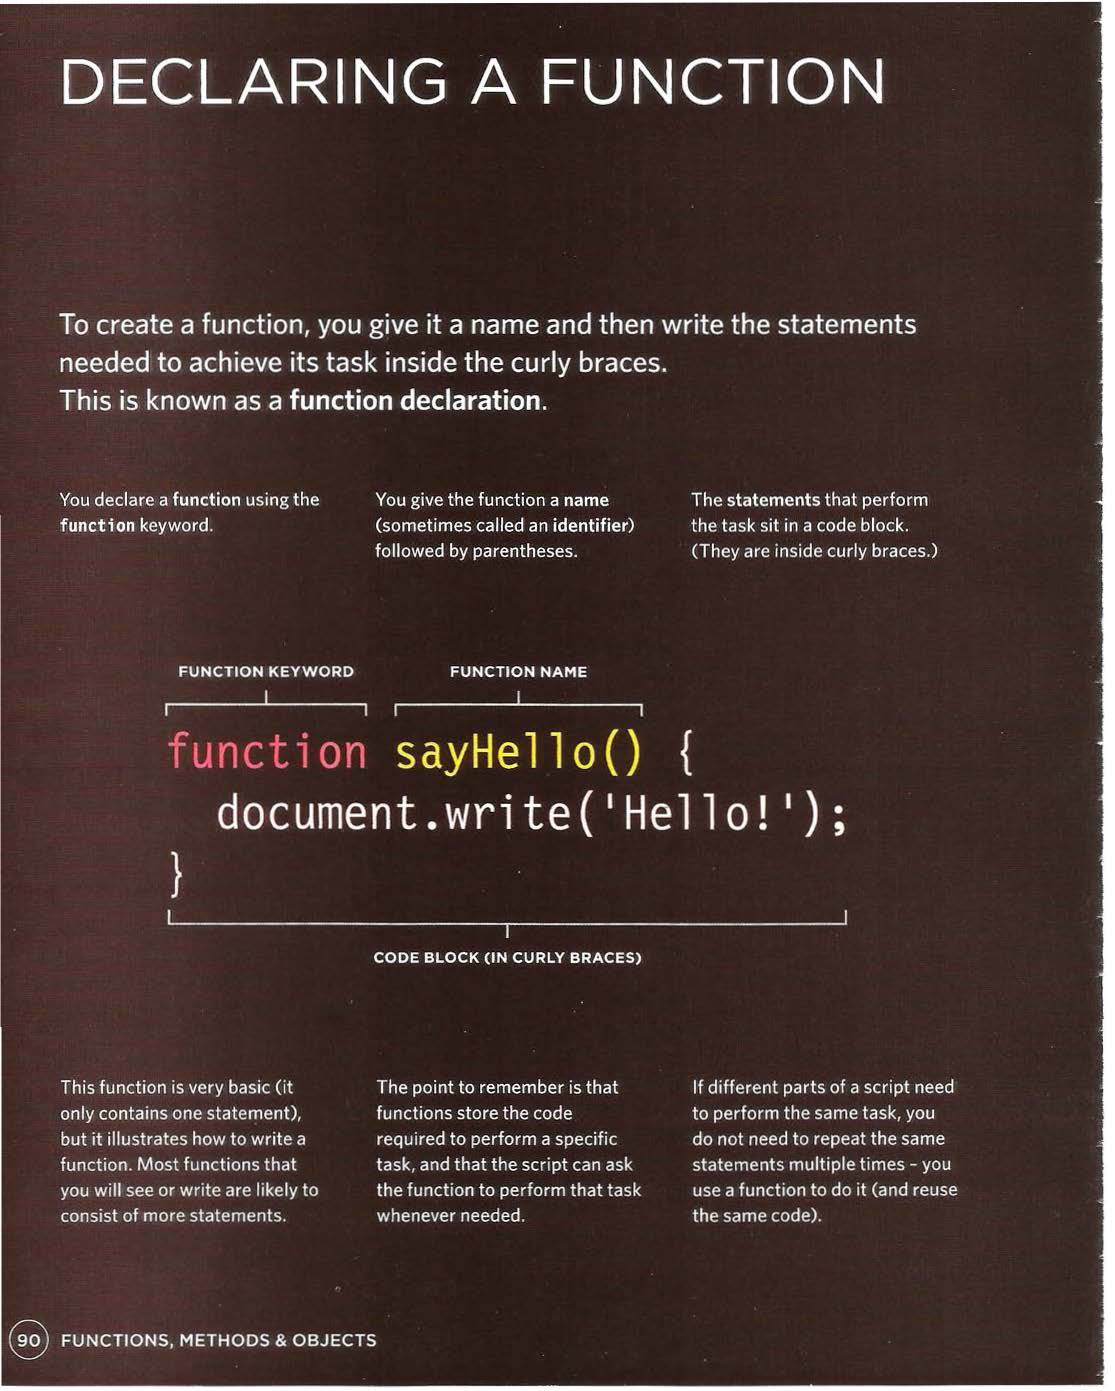 DECLARING A FUNCTION
To create a function, you give it a name and then write the statements
needed to achieve its task inside the curly braces.
This is known as a function declaration.
You declare a function using the
function keyword.
You give the function a name
(sometimes called an identifier)
followed by parentheses.
The statements that perform
the task sit in a code block.
(They are inside curly braces.)
FUNCTION KEYWORD
FUNCTION NAME
function sayHello() {
document.write('Hello!');
}
CODE BLOCK (IN CURLY BRACES)
This function is very basic (it
only contains one statement),
but it illustrates how to write a
function. Most functions that
you will see or write are likely to
consist of more statements.
The point to remember is that
functions store the code
required to perform a specific
task, and that the script can ask
the function to perform that task
whenever needed.
If different parts of a script need
to perform the same task, you
do not need to repeat the same
statements multiple times – you
use a function to do it (and reuse
the same code).
90 FUNCTIONS, METHODS & OBJECTS